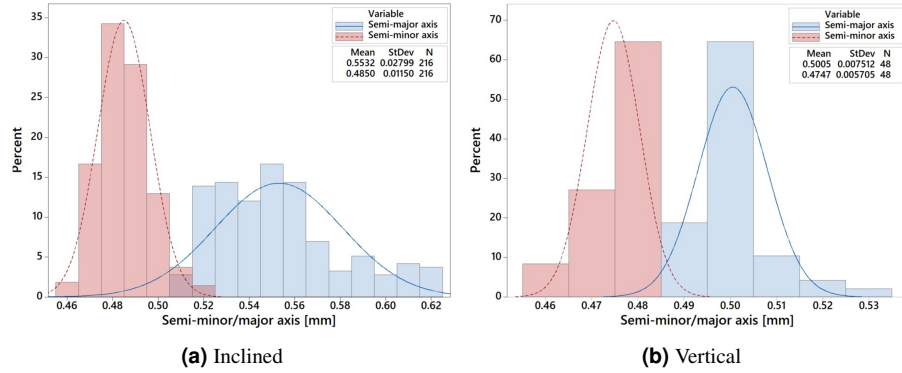 35
30
25
20
15
10
5
0
Percent
Variable
Semi-major axis
Semi-minor axis
Mean StDev N
0.5532 0.02799 216
0.4850 0.01150 216
0.46 0.48 0.50 0.52 0.54 0.56 0.58 0.60 0.62
Semi-minor/major axis [mm]
(a) Inclined
70
60
50
40
30
20
10
0
Percent
Variable
Semi-major axis
Semi-minor axis
Mean StDev N
0.5005 0.007512 48
0.4747 0.005705 48
0.46 0.47 0.48 0.49 0.50 0.51 0.52 0.53
Semi-minor/major axis [mm]
(b) Vertical